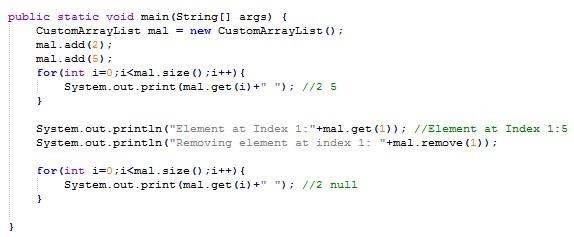 public static void main(String[] args) {
CustomArrayList mal = new CustomArrayList();
mal.add(2);
mal.add(5);
for(int i=0;i<mal.size();i++){
System.out.print(mal.get(i)+" "); //2 5
}
System.out.println("Element at Index 1:"+mal.get(1)); //Element at Index 1:5
System.out.println("Removing element at index 1: "+mal.remove(1));
for(int i=0;i<mal.size();i++){
System.out.print(mal.get(i)+" "); //2 null
}
}